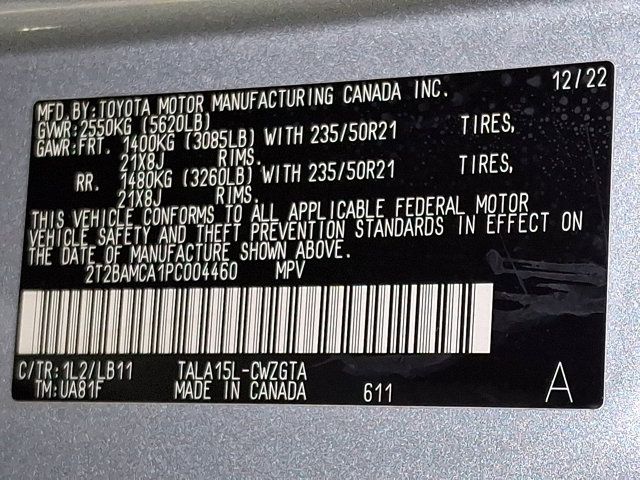 MFD.BY:TOYOTA MOTOR MANUFACTURING CANADA INC. 12/22
GVWR:2550KG (5620LB)
GAWR:FRT. 1400KG (3085LB) WITH 235/50R21 TIRES,
21X8J RIMS.
RR. 1480KG (3260LB) WITH 235/50R21 TIRES,
21X8J RIMS.
THIS VEHICLE CONFORMS TO ALL APPLICABLE FEDERAL MOTOR
VEHICLE SAFETY AND THEFT PREVENTION STANDARDS IN EFFECT ON
THE DATE OF MANUFACTURE SHOWN ABOVE.
2T2BAMCA1PC004460 MPV
C/TR:1L2/LB11 TALA15L-CWZGTA
TM:UA81F MADE IN CANADA 611 A